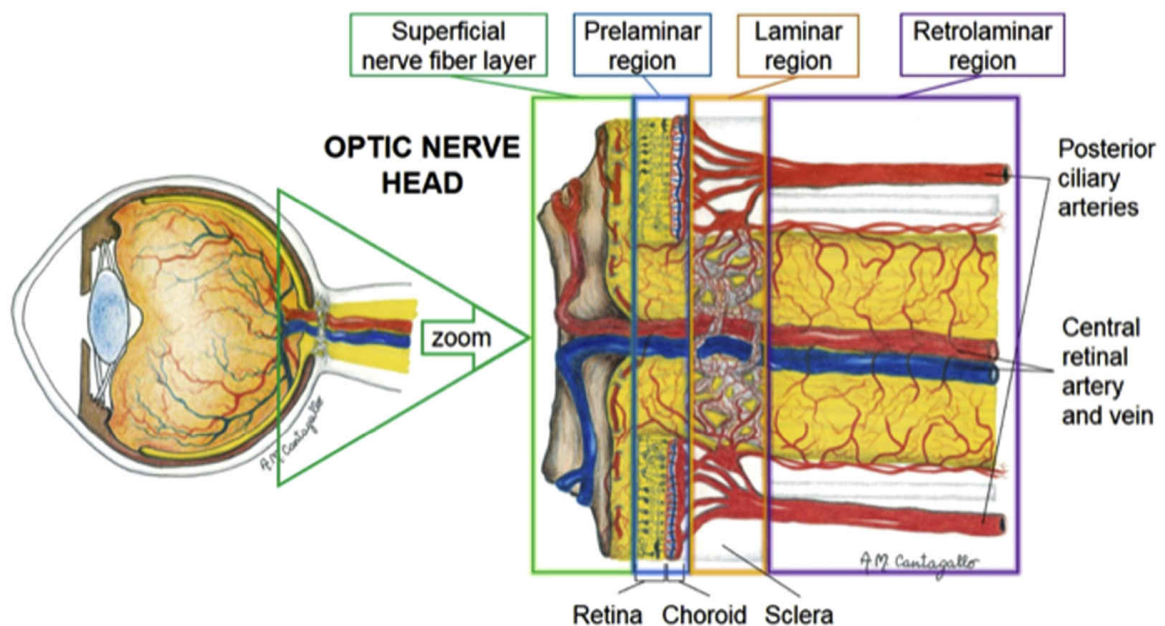 Superficial
nerve fiber layer
Prelaminar
region
Laminar
region
Retrolaminar
region
OPTIC NERVE
HEAD
Posterior
ciliary
arteries
zoom
Central
retinal
artery
and vein
A.M. Cantagallo
A.M. Cantagallo
Retina
Choroid
Sclera